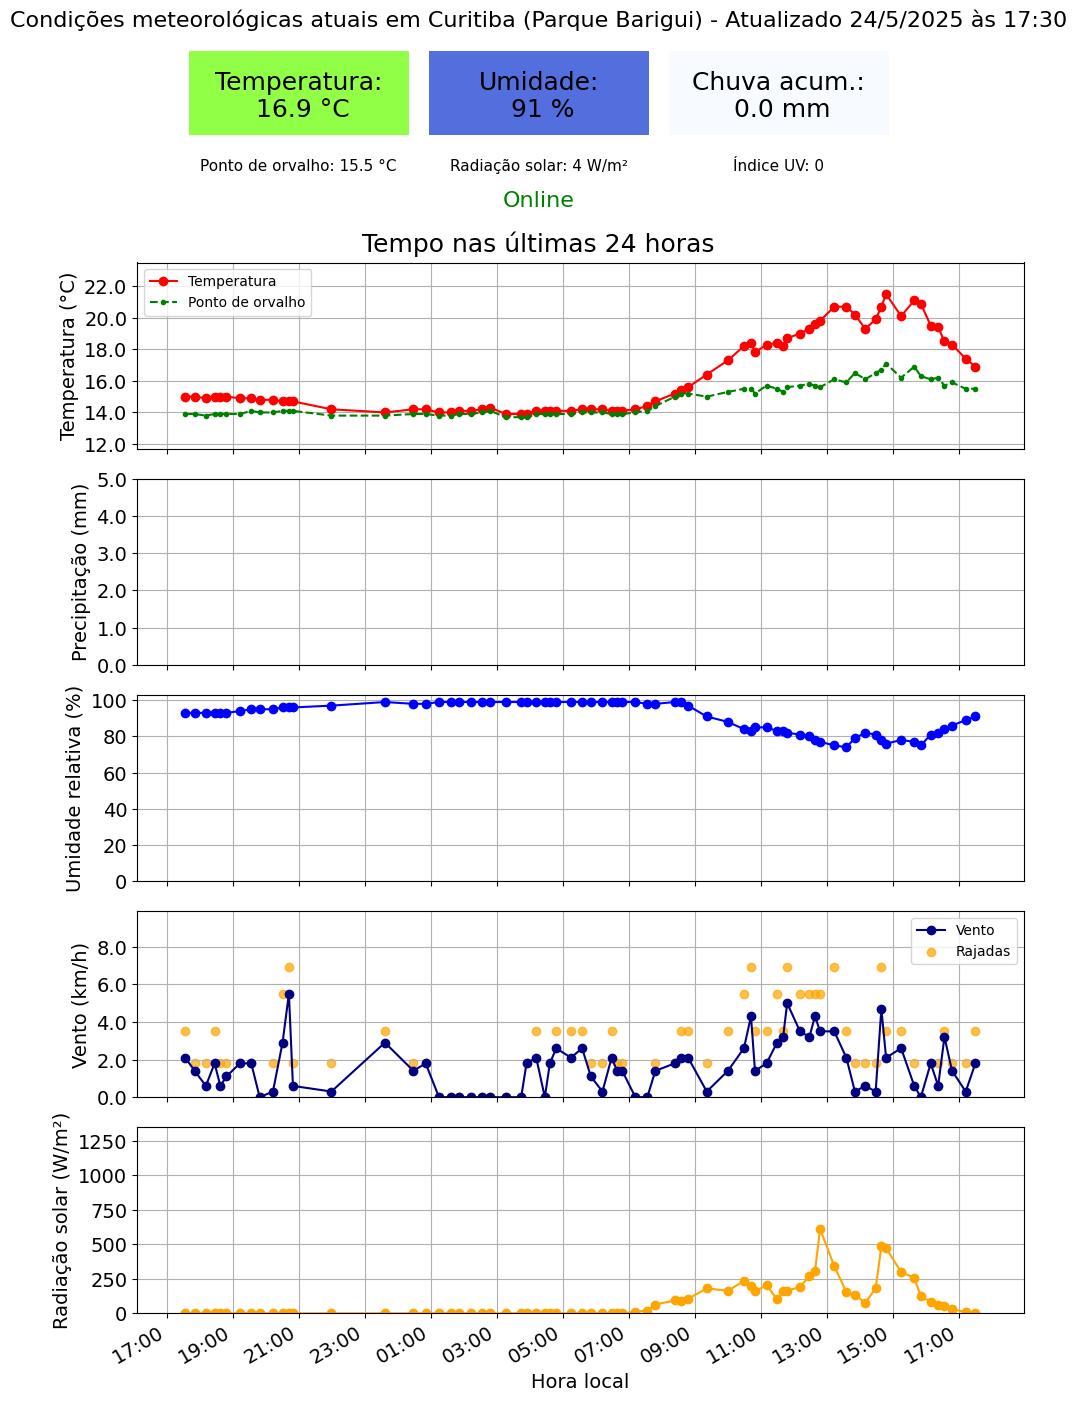 Condições meteorológicas atuais em Curitiba (Parque Barigui) - Atualizado 24/5/2025 às 17:30
Temperatura:
16.9 °C
Umidade:
91 %
Chuva acum.:
0.0 mm
Ponto de orvalho: 15.5 °C
Radiação solar: 4 W/m²
Índice UV: 0
Online
Tempo nas últimas 24 horas
Temperatura (°C)
22.0
20.0
18.0
16.0
14.0
12.0
Temperatura
Ponto de orvalho
Precipitação (mm)
5.0
4.0
3.0
2.0
1.0
0.0
Umidade relativa (%)
100
80
60
40
20
0
Vento (km/h)
8.0
6.0
4.0
2.0
0.0
Vento
Rajadas
Radiação solar (W/m²)
1250
1000
750
500
250
0
17:00 19:00 21:00 23:00 01:00 03:00 05:00 07:00 09:00 11:00 13:00 15:00 17:00
Hora local